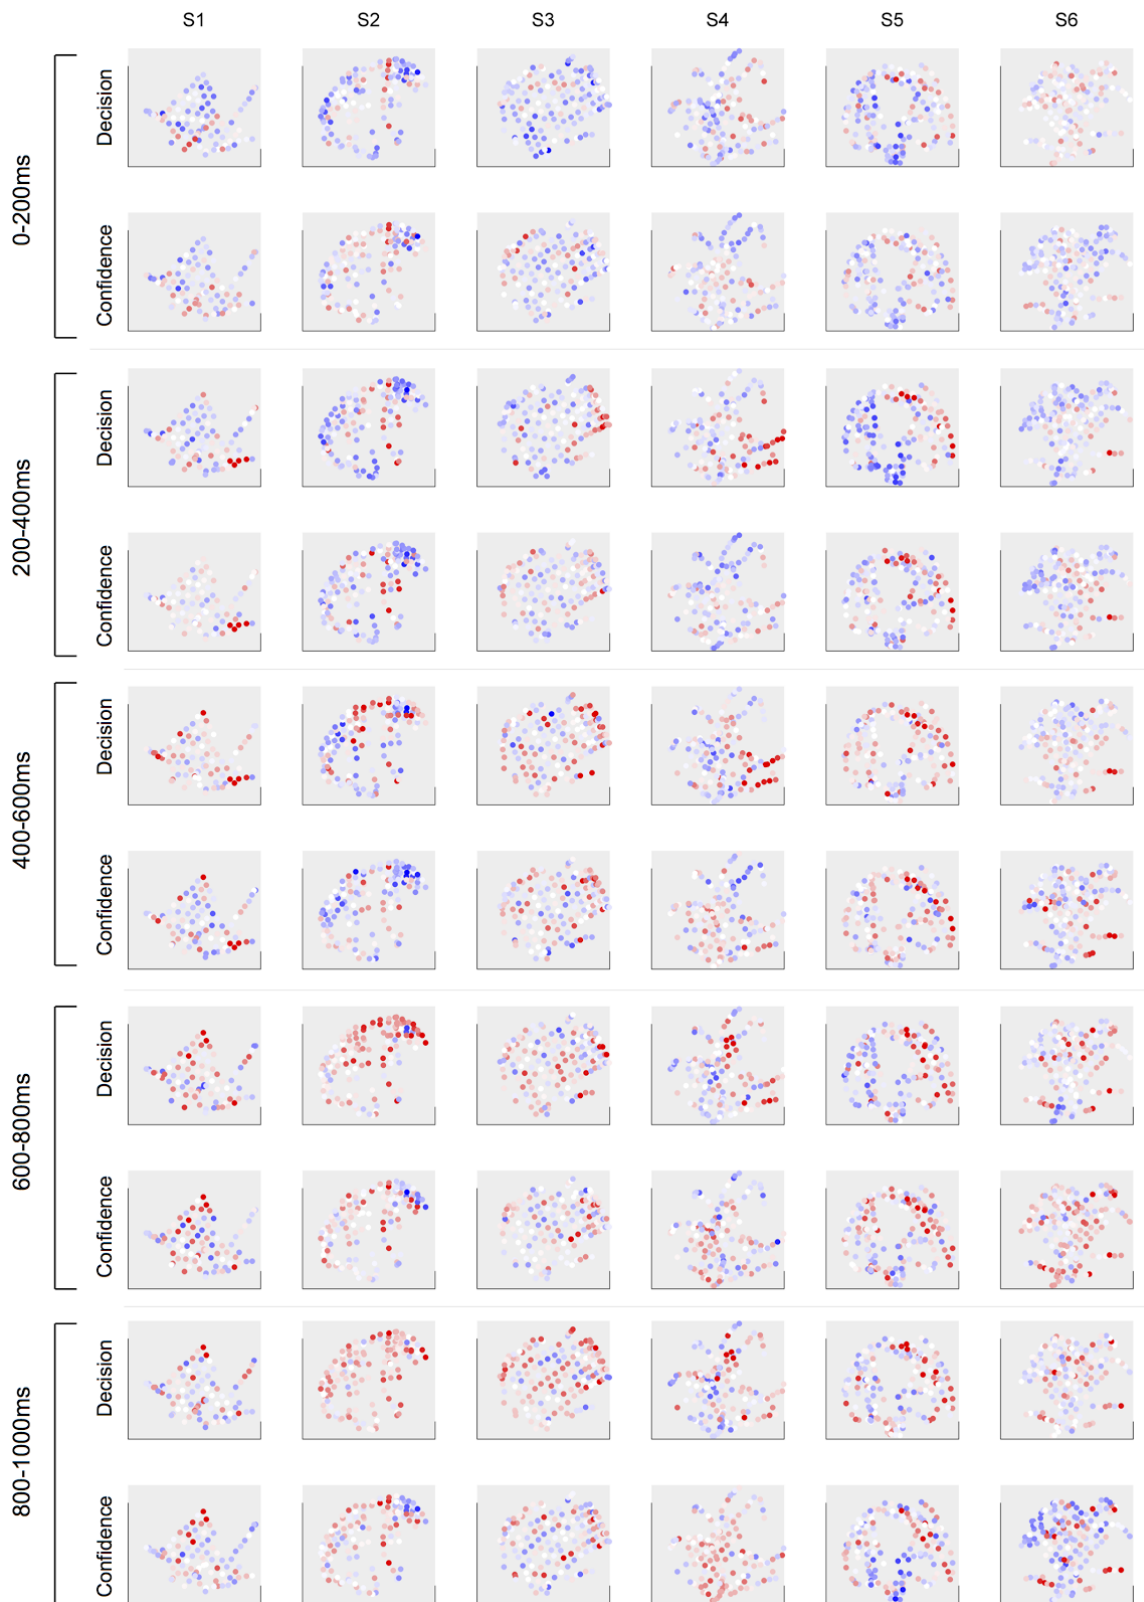 S1 S2 S3 S4 S5 S6
0-200ms
Decision
Confidence
200-400ms
Decision
Confidence
400-600ms
Decision
Confidence
600-800ms
Decision
Confidence
800-1000ms
Decision
Confidence